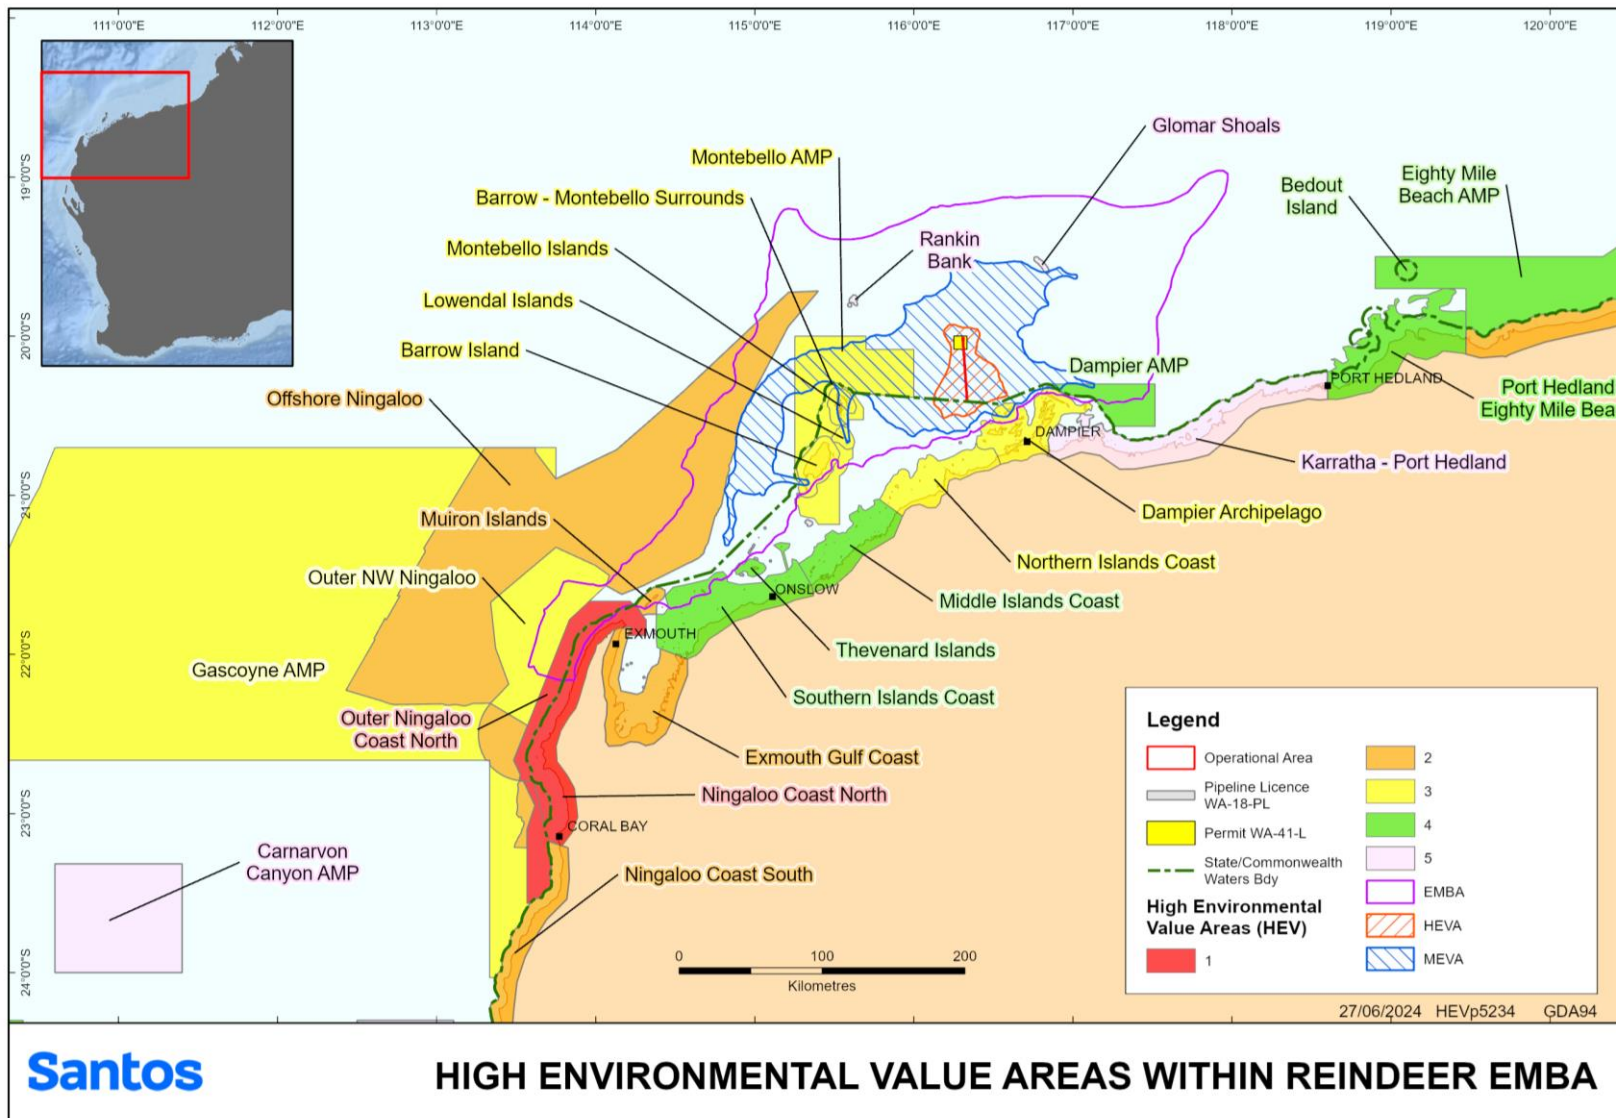 111°0'0"E
112°0'0"E
113°0'0"E
114°0'0"E
115°0'0"E
116°0'0"E
117°0'0"E
118°0'0"E
119°0'0"E
120°0'0"E
19°0'0"S
20°0'0"S
21°0'0"S
22°0'0"S
23°0'0"S
24°0'0"S
Glomar Shoals
Montebello AMP
Bedout
Island
Eighty Mile
Beach AMP
Barrow - Montebello Surrounds
Rankin
Bank
Montebello Islands
Lowendal Islands
Barrow Island
Dampier AMP
PORT HEDLAND
Port Hedland
Eighty Mile Bea
Offshore Ningaloo
DAMPIER
Karratha - Port Hedland
Muiron Islands
Dampier Archipelago
Northern Islands Coast
Outer NW Ningaloo
ONSLOW
Middle Islands Coast
EXMOUTH
Thevenard Islands
Gascoyne AMP
Southern Islands Coast
Outer Ningaloo
Coast North
Exmouth Gulf Coast
Ningaloo Coast North
CORAL BAY
Carnarvon
Canyon AMP
Ningaloo Coast South
0
100
200
Kilometres
Legend
Operational Area
Pipeline Licence
WA-18-PL
Permit WA-41-L
State/Commonwealth
Waters Bdy
High Environmental
Value Areas (HEV)
1
2
3
4
5
EMBA
HEVA
MEVA
27/06/2024 HEVp5234 GDA94
Santos
HIGH ENVIRONMENTAL VALUE AREAS WITHIN REINDEER EMBA